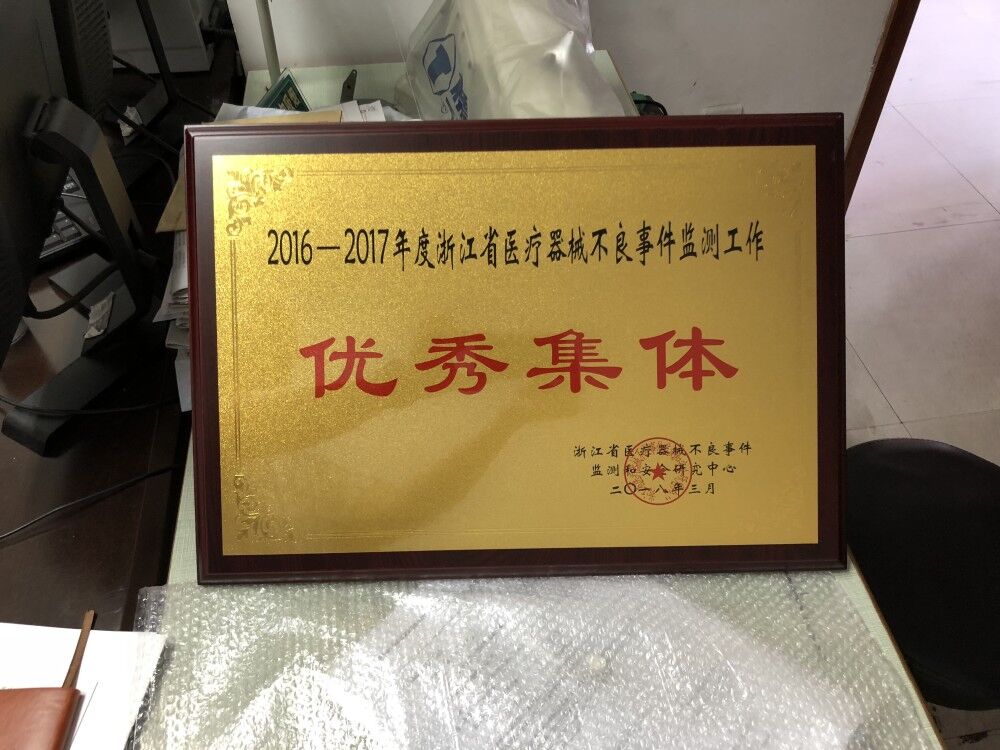 2016—2017年度浙江省医疗器械不良事件监测工作
优秀集体
浙江省医疗器械不良事件
监测和安全研究中心
二〇一八年三月